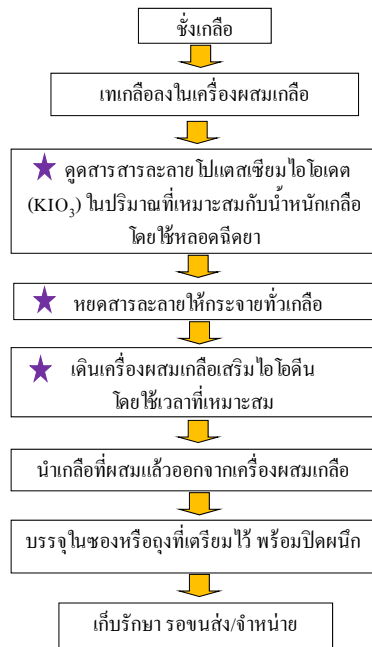 ชั่งเกลือ
เทเกลือลงในเครื่องผสมเกลือ
ดูดสารสารละลายโปแตสเซียมไอโอเดต
(KIO₃) ในปริมาณที่เหมาะสมกับน้ำหนักเกลือ
โดยใช้หลอดฉีดยา
หยดสารละลายให้กระจายทั่วเกลือ
เดินเครื่องผสมเกลือเสริมไอโอดีน
โดยใช้เวลาที่เหมาะสม
นำเกลือที่ผสมแล้วออกจากเครื่องผสมเกลือ
บรรจุในซองหรือถุงที่เตรียมไว้ พร้อมปิดผนึก
เก็บรักษา รอขนส่ง/จำหน่าย